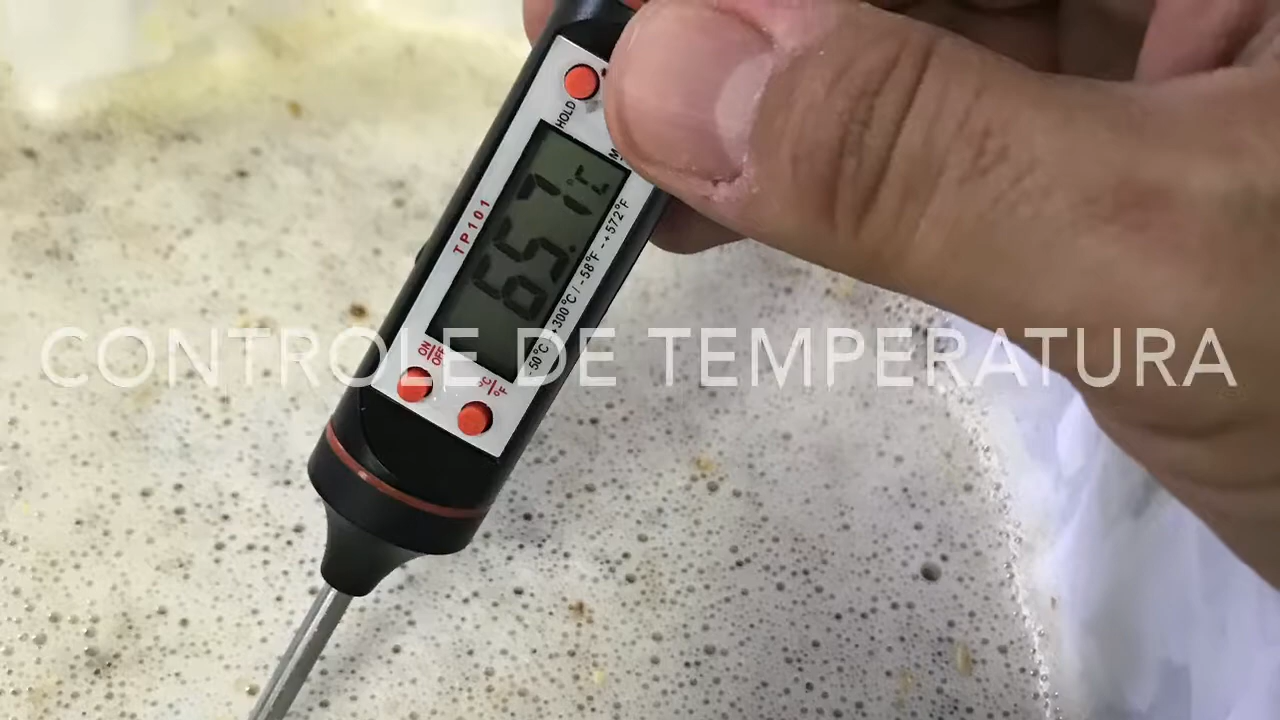 HOLD
TP101
65.7°C
-50°C +300°C / -58°F - +572°F
ON
OFF
°C
°F
CONTROLE DE TEMPERATURA